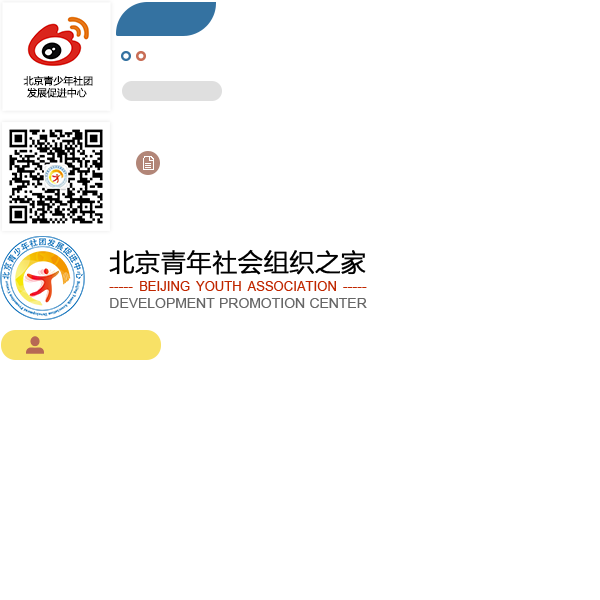 北京青少年社团
发展促进中心
北京青少年社团发展促进中心
北京青年社会组织之家
----- BEIJING YOUTH ASSOCIATION -----
DEVELOPMENT PROMOTION CENTER